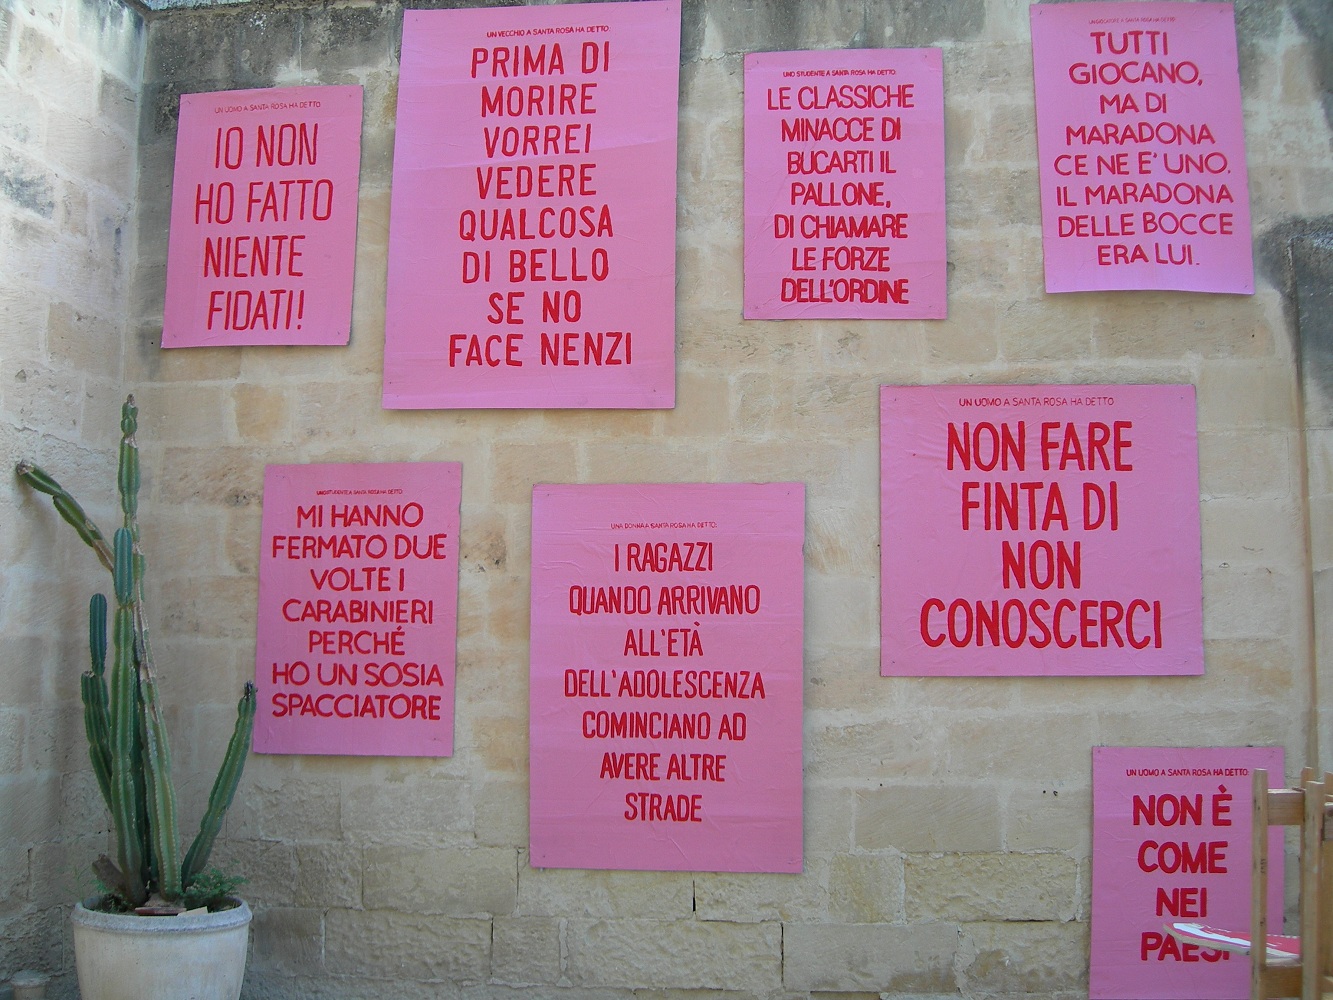 UN UOMO A SANTA ROSA HA DETTO
IO NON
HO FATTO
NIENTE
FIDATI!
UN VECCHIO A SANTA ROSA HA DETTO
PRIMA DI
MORIRE
VORREI
VEDERE
QUALCOSA
DI BELLO
SE NO
FACE NENZI
UNO STUDENTE A SANTA ROSA HA DETTO
LE CLASSICHE
MINACCE DI
BUCARTI IL
PALLONE,
DI CHIAMARE
LE FORZE
DELL'ORDINE
UN GIOCATORE A SANTA ROSA HA DETTO
TUTTI
GIOCANO,
MA DI
MARADONA
CE NE E' UNO.
IL MARADONA
DELLE BOCCE
ERA LUI.
UNO STUDENTE A SANTA ROSA HA DETTO
MI HANNO
FERMATO DUE
VOLTE I
CARABINIERI
PERCHÉ
HO UN SOSIA
SPACCIATORE
UNA DONNA A SANTA ROSA HA DETTO:
I RAGAZZI
QUANDO ARRIVANO
ALL'ETÀ
DELL'ADOLESCENZA
COMINCIANO AD
AVERE ALTRE
STRADE
UN UOMO A SANTA ROSA HA DETTO
NON FARE
FINTA DI
NON
CONOSCERCI
UN UOMO A SANTA ROSA HA DETTO
NON È
COME
NEI
PAESI